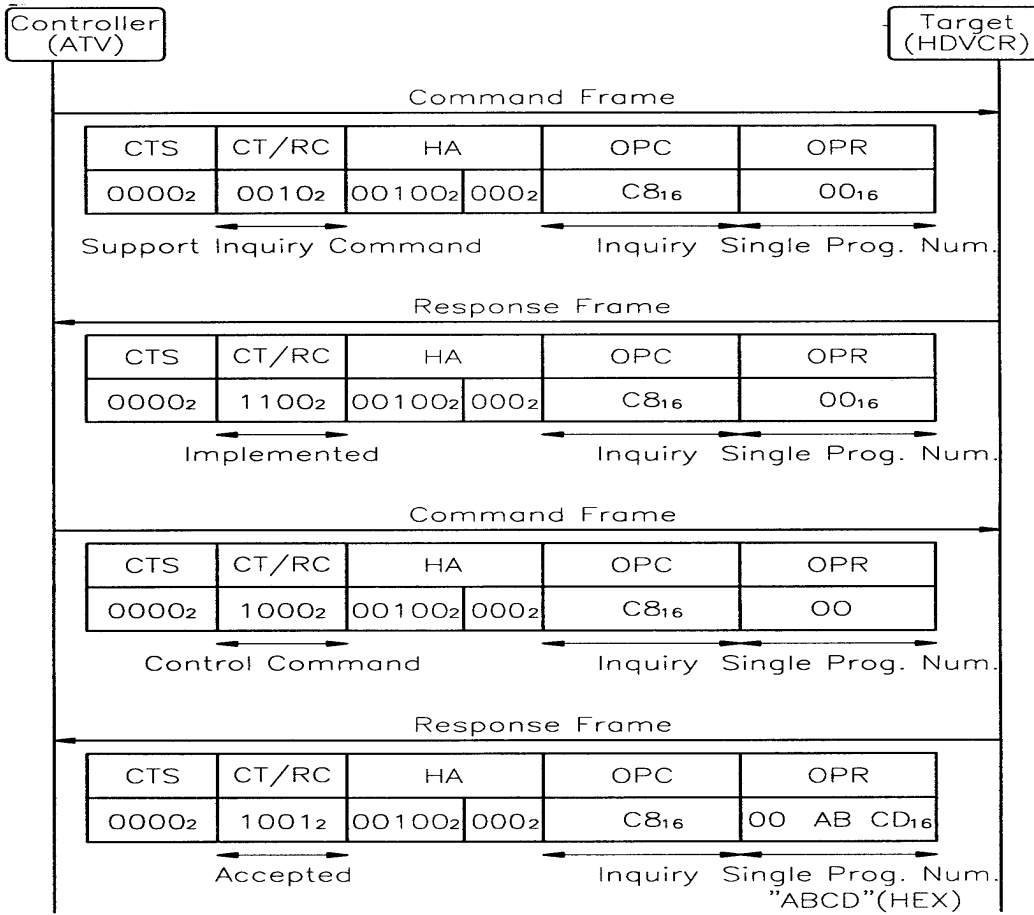 Controller
(ATV)
Target
(HDVCR)
Command Frame
CTS CT/RC HA OPC OPR
0000₂ 0010₂ 00100₂ 000₂ C8₁₆ 00₁₆
Support Inquiry Command Inquiry Single Prog. Num.
Response Frame
CTS CT/RC HA OPC OPR
0000₂ 1100₂ 00100₂ 000₂ C8₁₆ 00₁₆
Implemented Inquiry Single Prog. Num.
Command Frame
CTS CT/RC HA OPC OPR
0000₂ 1000₂ 00100₂ 000₂ C8₁₆ 00
Control Command Inquiry Single Prog. Num.
Response Frame
CTS CT/RC HA OPC OPR
0000₂ 1001₂ 00100₂ 000₂ C8₁₆ 00 AB CD₁₆
Accepted Inquiry Single Prog. Num.
"ABCD"(HEX)